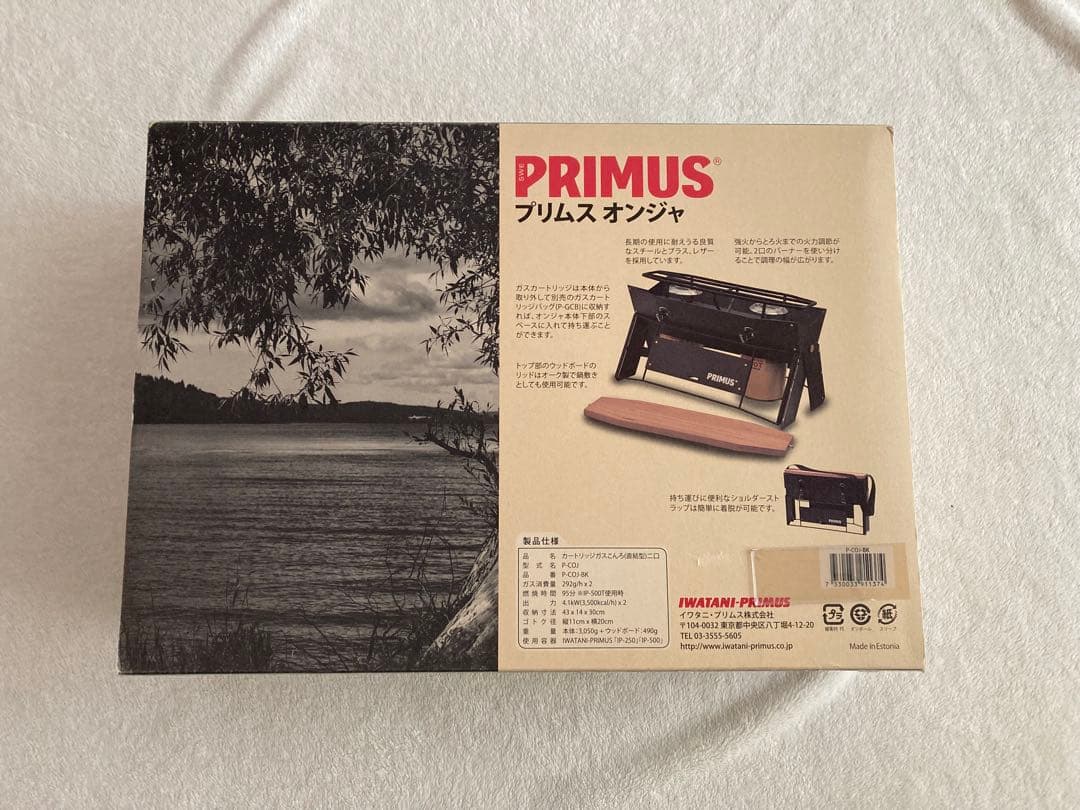 SWE
PRIMUS®
プリムス オンジャ
長期の使用に耐えうる良質
なスチールとブラス、レザー
を採用しています。
強火からとろ火までの火力調節が
可能。2口のバーナーを使い分け
ることで調理の幅が広がります。
ガスカートリッジは本体から
取り外して別売のガスカート
リッジバッグ(P-GCB)に収納す
れば、オンジャ本体下部のス
ペースに入れて持ち運ぶこと
ができます。
トップ部のウッドボードの
リッドはオーク製で鍋敷き
としても使用可能です。
PRIMUS
持ち運びに便利なショルダースト
ラップは簡単に着脱が可能です。
製品仕様
品 名 カートリッジガスこんろ(直結型)二口
型 式 名 P-COJ
品 番 P-COJ-BK
ガス消費量 292g/h x 2
燃焼時間 95分 ※IP-500T使用時
出 力 4.1kW(3,500kcal/h) x 2
収納寸法 43 x 14 x 30cm
ゴトク径 縦11cm x 横20cm
重 量 本体:3,050g+ウッドボード:490g
使用容器 IWATANI-PRIMUS 「IP-250」「IP-500」
P-COJ-BK
7 330033 911374
IWATANI-PRIMUS
イワタニ・プリムス株式会社
〒104-0032 東京都中央区八丁堀4-12-20
TEL 03-3555-5605
http://www.iwatani-primus.co.jp
プラ
紙
ダンボール
スリーブ
Made in Estonia